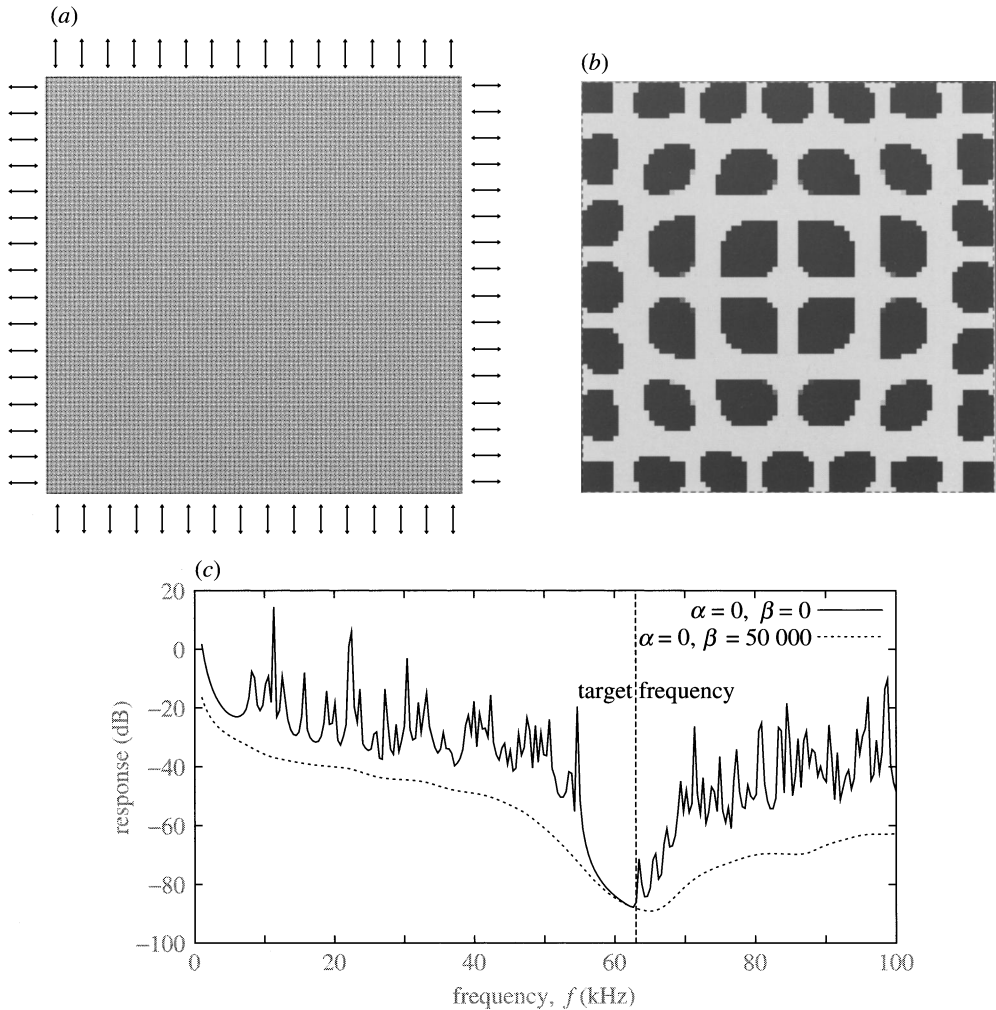 (a)
(b)
(c)
20
0
−20
−40
−60
−80
−100
response (dB)
α = 0, β = 0
α = 0, β = 50 000
target frequency
0
20
40
60
80
100
frequency, f (kHz)